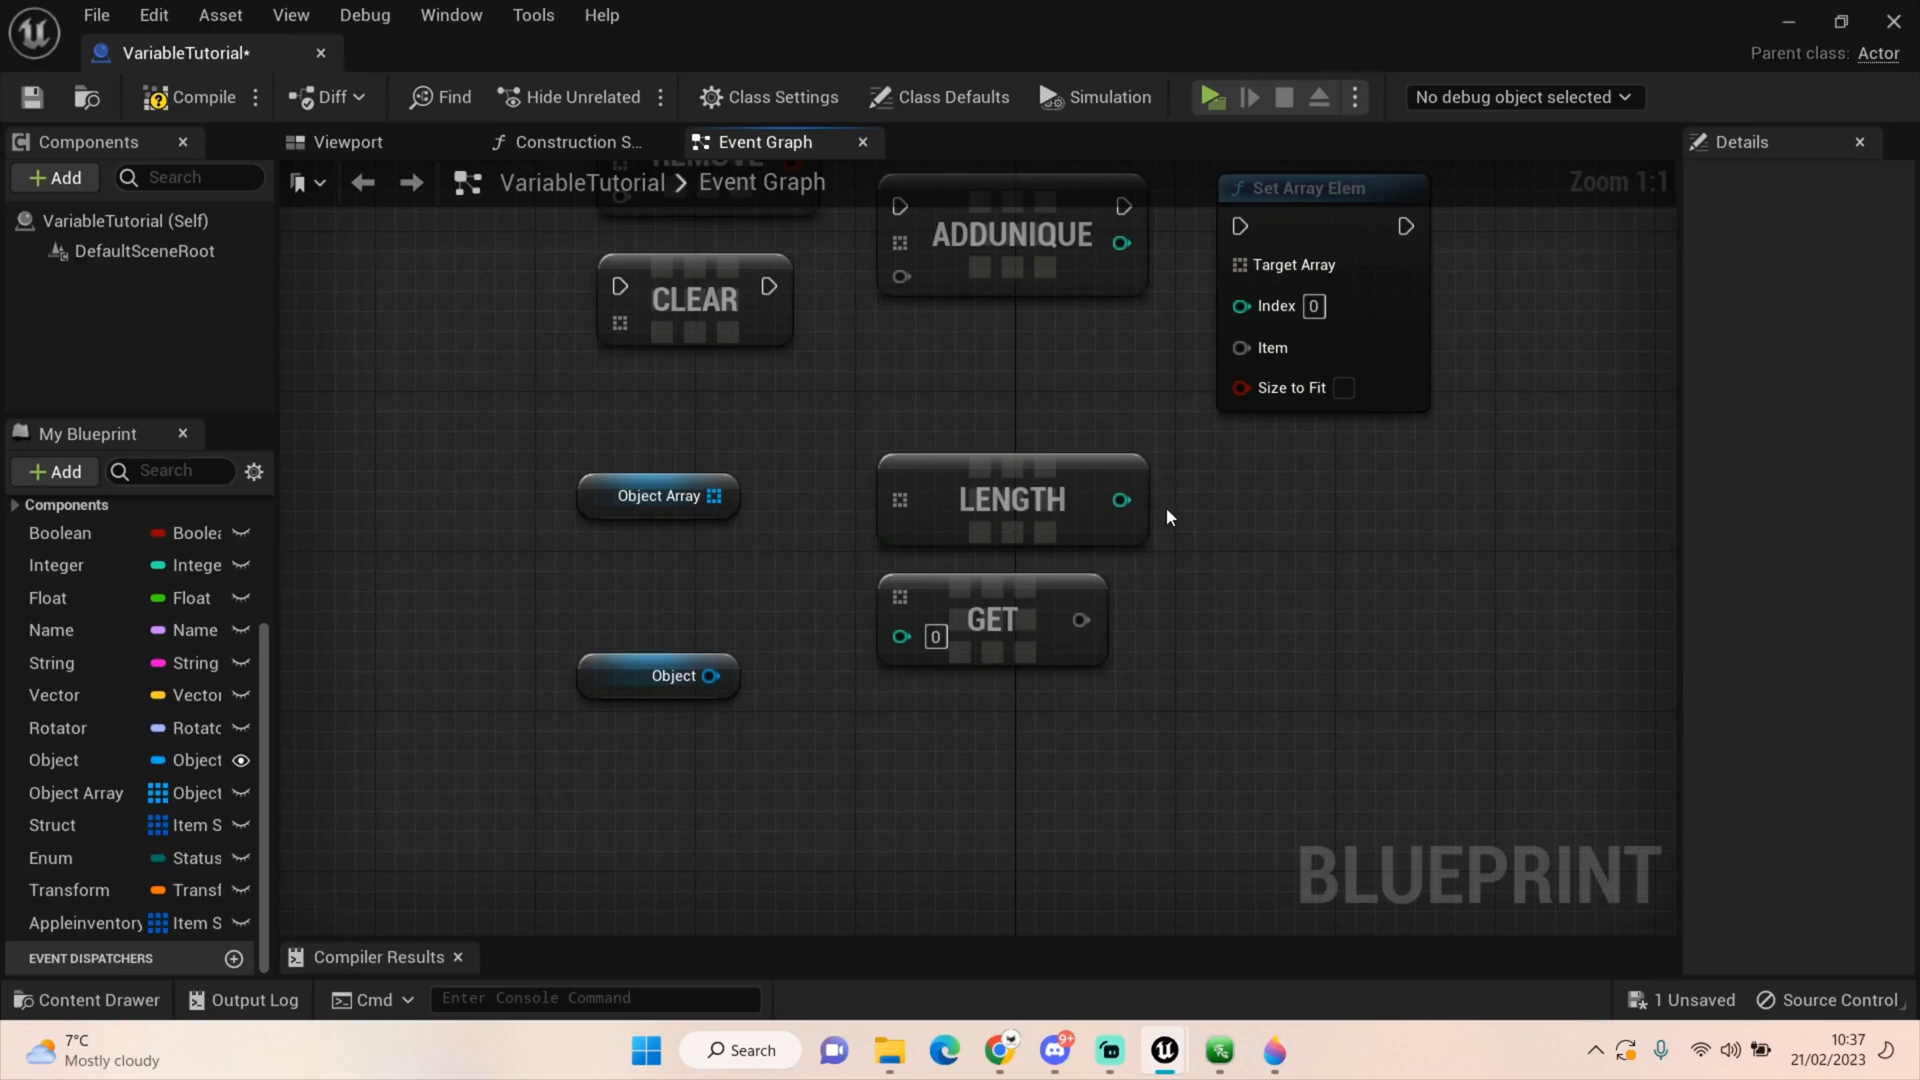 File Edit Asset View Debug Window Tools Help
VariableTutorial*
Parent class: Actor
Compile Diff Find Hide Unrelated Class Settings Class Defaults Simulation No debug object selected
Components
Viewport Construction S... Event Graph
Details
Add Search
VariableTutorial > Event Graph
Zoom 1:1
REMOVE
VariableTutorial (Self)
DefaultSceneRoot
CLEAR
ADDUNIQUE
Set Array Elem
Target Array
Index 0
Item
Size to Fit
My Blueprint
Add Search
Components
Boolean Boolea
Integer Intege
Float Float
Name Name
String String
Vector Vector
Rotator Rotato
Object Object
Object Array Object
Struct Item S
Enum Status
Transform Transf
Appleinventory Item S
EVENT DISPATCHERS
Object Array
LENGTH
GET
0
Object
BLUEPRINT
Compiler Results
Content Drawer Output Log Cmd Enter Console Command 1 Unsaved Source Control
7°C
Mostly cloudy
Search
9+
10:37
21/02/2023